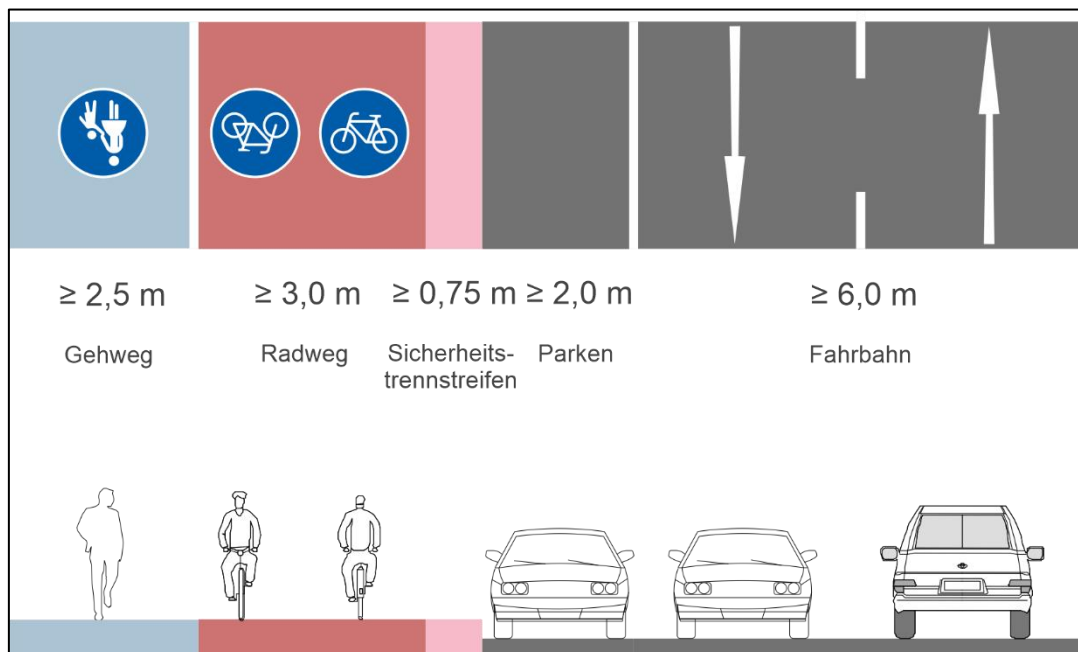 ≥ 2,5 m
≥ 3,0 m
≥ 0,75 m
≥ 2,0 m
≥ 6,0 m
Gehweg
Radweg
Sicherheits-
trennstreifen
Parken
Fahrbahn